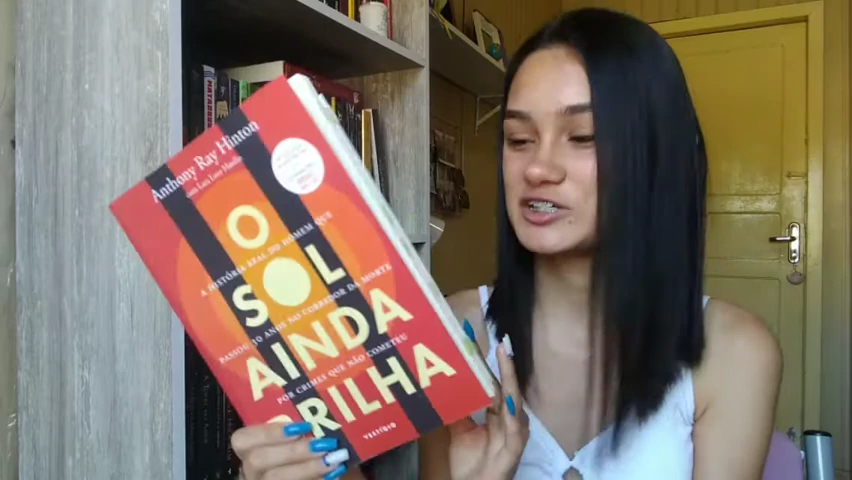 Anthony Ray Hinton
com Lara Love Hardin
O
A HISTÓRIA REAL DO HOMEM QUE
SOL
PASSOU 30 ANOS NO CORREDOR DA MORTE
AINDA
POR CRIMES QUE NÃO COMETEU
BRILHA
VESTÍGIO